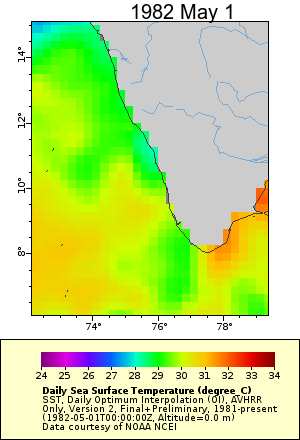 1982 May 1
14°
12°
10°
8°
74°
76°
78°
24 25 26 27 28 29 30 31 32 33 34
Daily Sea Surface Temperature (degree_C)
SST, Daily Optimum Interpolation (OI), AVHRR
Only, Version 2, Final+Preliminary, 1981-present
(1982-05-01T00:00:00Z, Altitude=0.0 m)
Data courtesy of NOAA NCEI